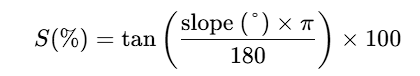 S(%) = tan ( slope (°) × π / 180 ) × 100